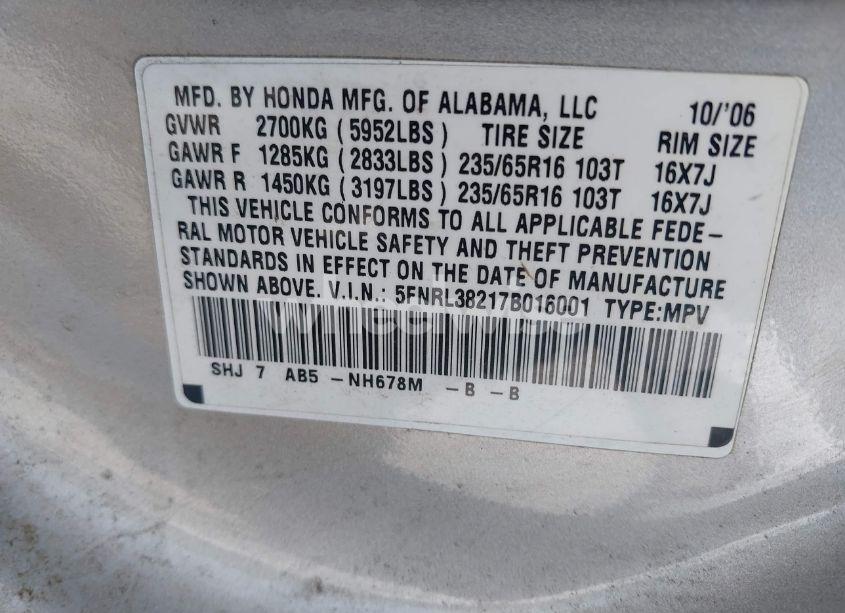 MFD. BY HONDA MFG. OF ALABAMA, LLC 10/'06
GVWR 2700KG (5952LBS) TIRE SIZE RIM SIZE
GAWR F 1285KG (2833LBS) 235/65R16 103T 16X7J
GAWR R 1450KG (3197LBS) 235/65R16 103T 16X7J
THIS VEHICLE CONFORMS TO ALL APPLICABLE FEDE-
RAL MOTOR VEHICLE SAFETY AND THEFT PREVENTION
STANDARDS IN EFFECT ON THE DATE OF MANUFACTURE
SHOWN ABOVE. V.I.N.: 5FNRL38217B016001 TYPE:MPV
SHJ 7 AB5 -NH678M -B -B